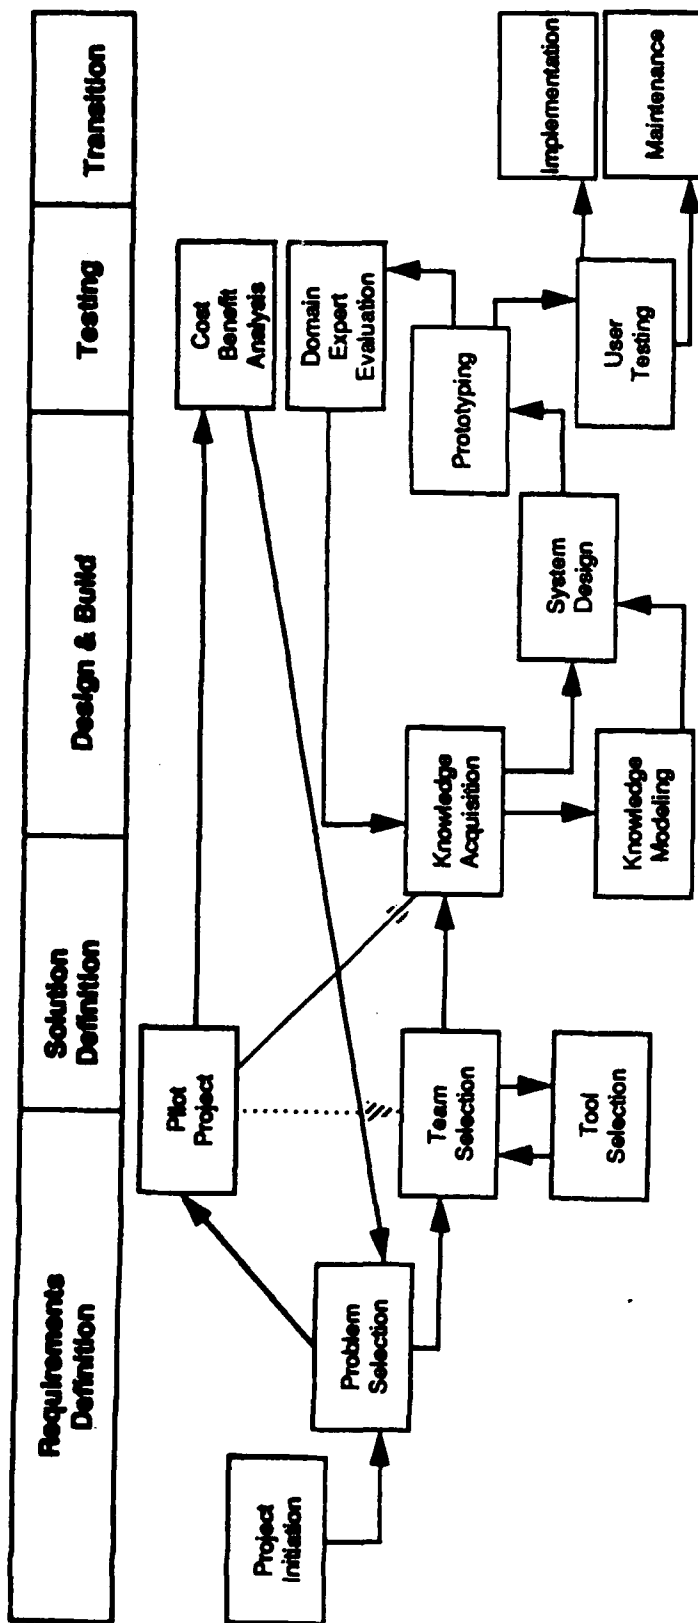 Requirements
Definition
Solution
Definition
Design & Build
Testing
Transition
Project
Initiation
Problem
Selection
Pilot
Project
Team
Selection
Tool
Selection
Knowledge
Acquisition
Knowledge
Modeling
System
Design
Prototyping
Cost
Benefit
Analysis
Domain
Expert
Evaluation
User
Testing
Implementation
Maintenance